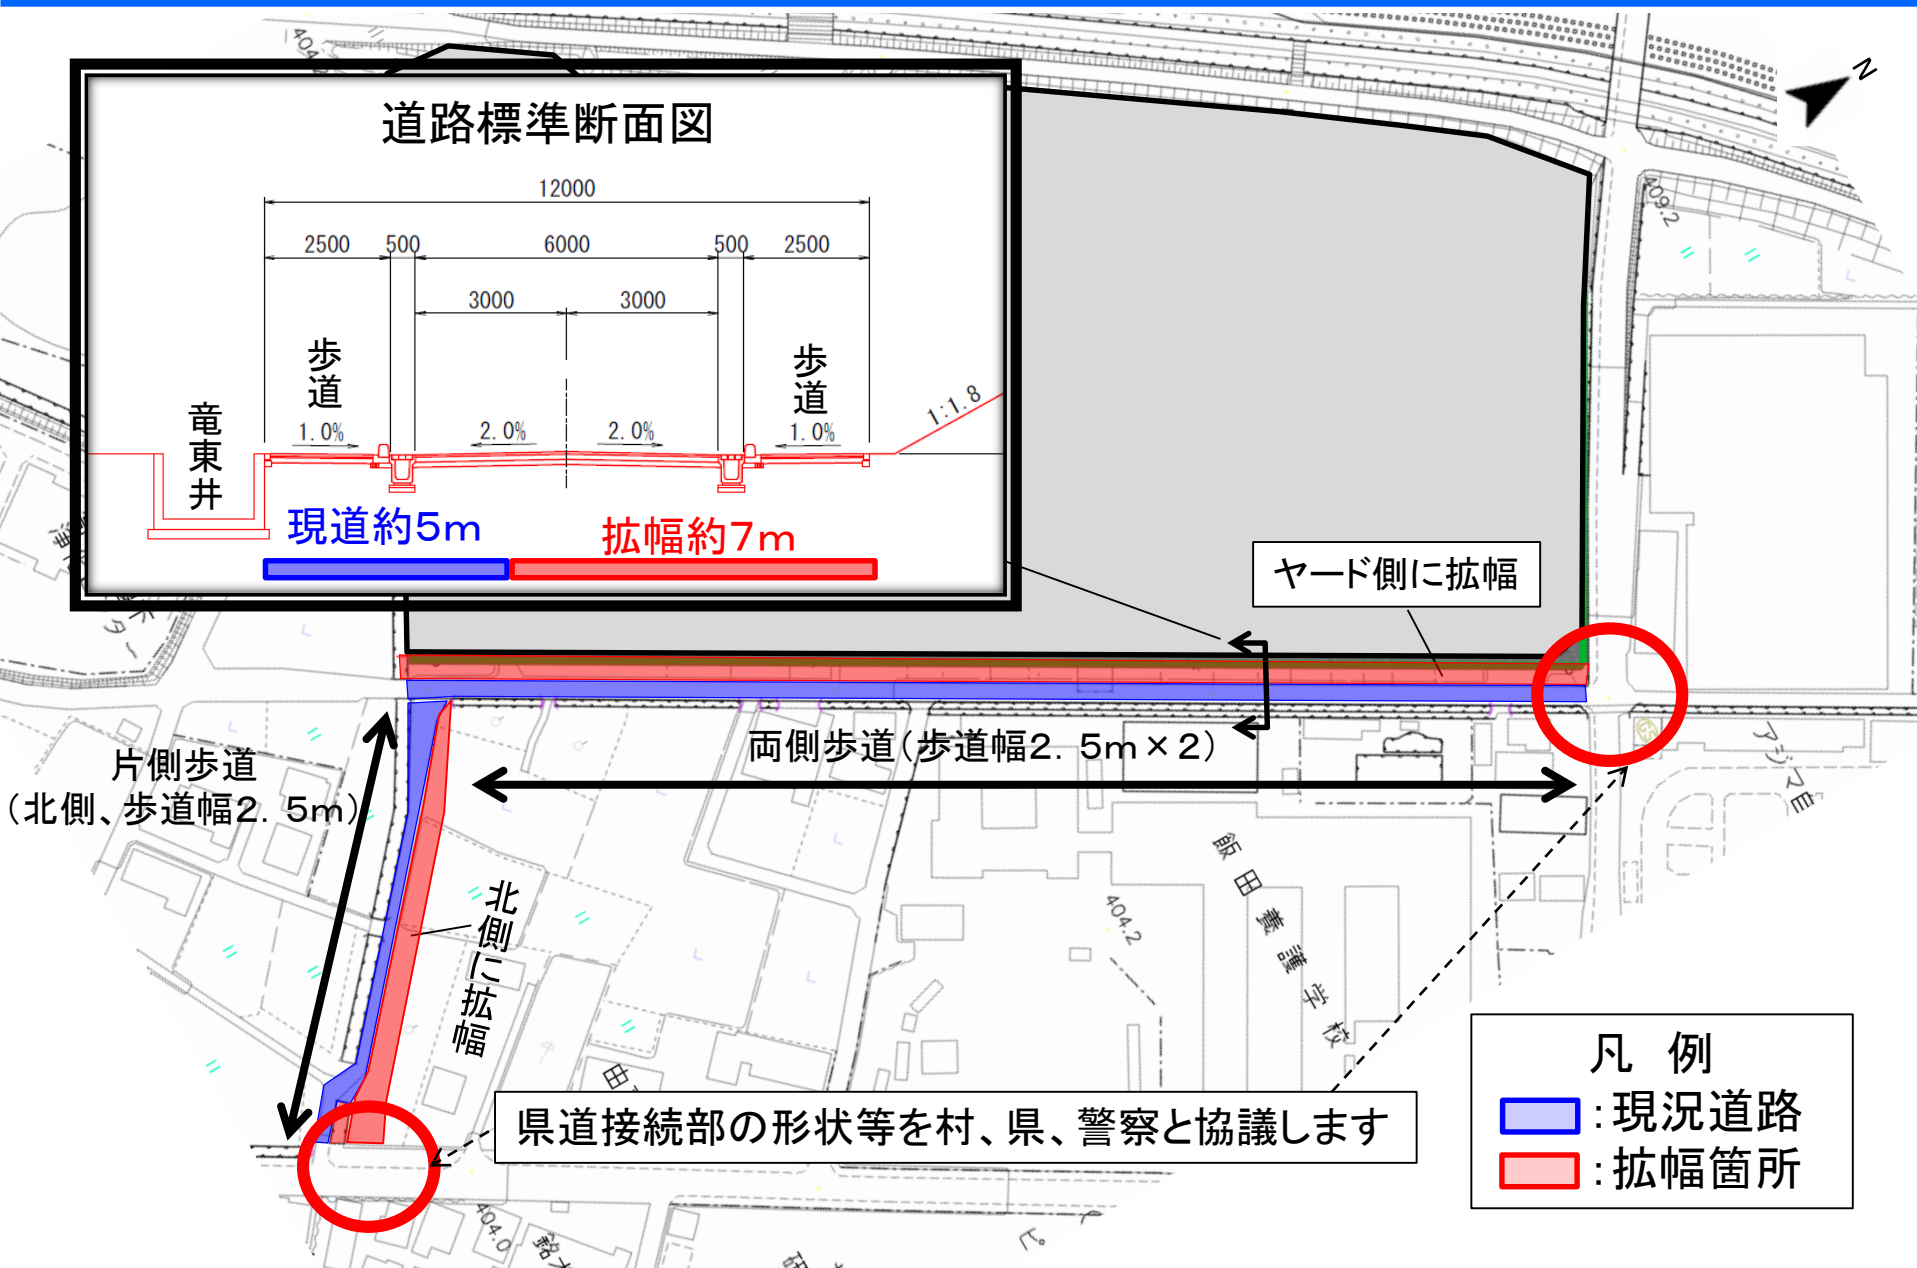 404.
N
道路標準断面図
12000
2500
500
6000
500
2500
3000
3000
歩道
歩道
竜東井
1.0%
2.0%
2.0%
1.0%
1:1.8
現道約5m
拡幅約7m
409.2
ヤード側に拡幅
両側歩道(歩道幅2.5m×2)
片側歩道
(北側、歩道幅2.5m)
北側に拡幅
アジマ自
飯田養護学校
404.2
県道接続部の形状等を村、県、警察と協議します
404.0
凡 例
:現況道路
:拡幅箇所